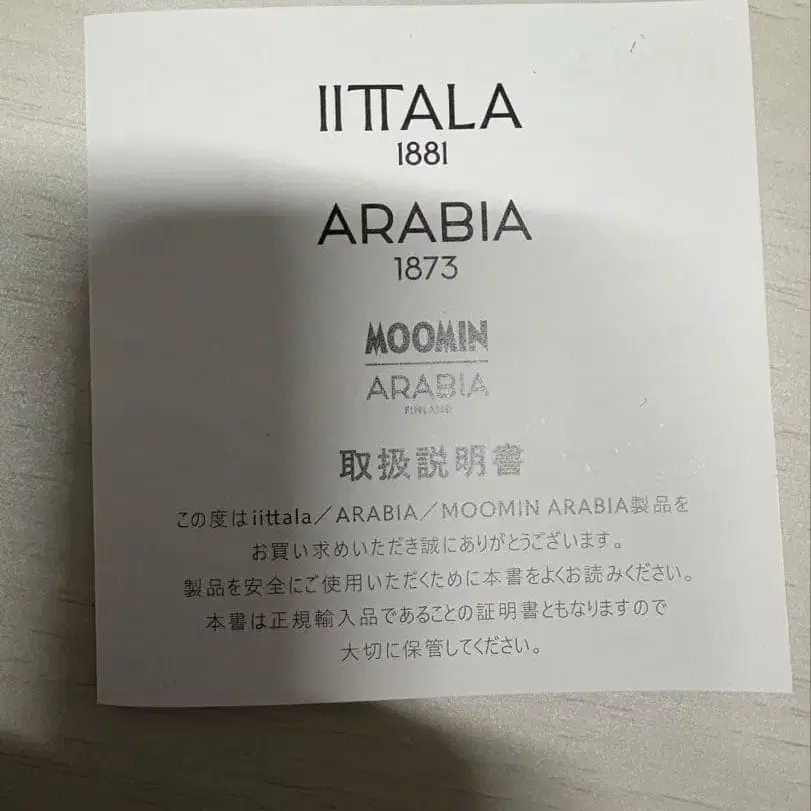 IITTALA
1881
ARABIA
1873
MOOMIN
ARABIA
FINLAND
取扱説明書
この度はiittala／ARABIA／MOOMIN ARABIA製品を
お買い求めいただき誠にありがとうございます。
製品を安全にご使用いただくために本書をよくお読みください。
本書は正規輸入品であることの証明書ともなりますので
大切に保管してください。